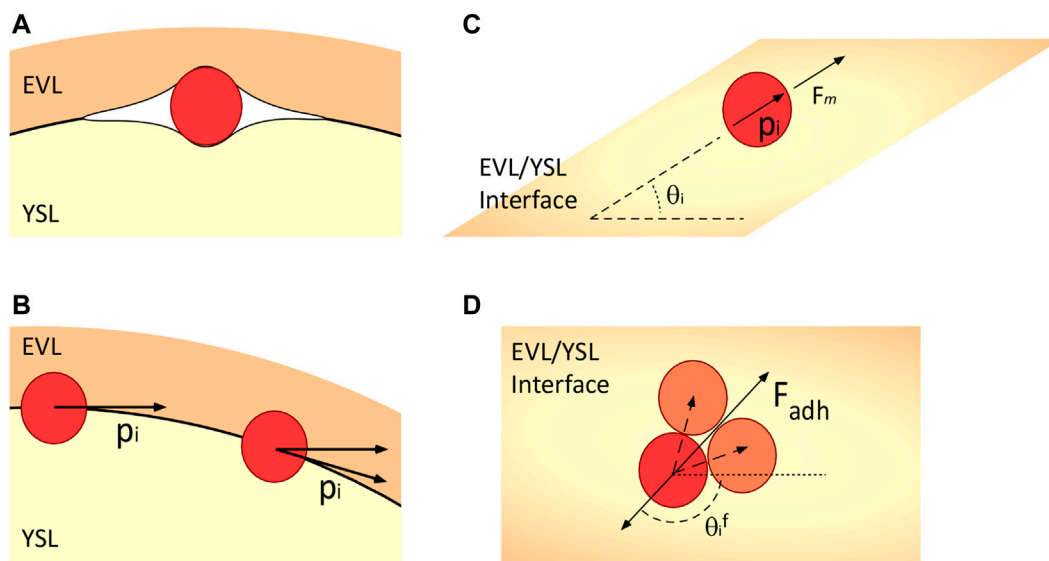 A
EVL
YSL
B
EVL
pi
pi
YSL
C
Fm
pi
EVL/YSL
Interface
θi
D
EVL/YSL
Interface
Fadh
θif